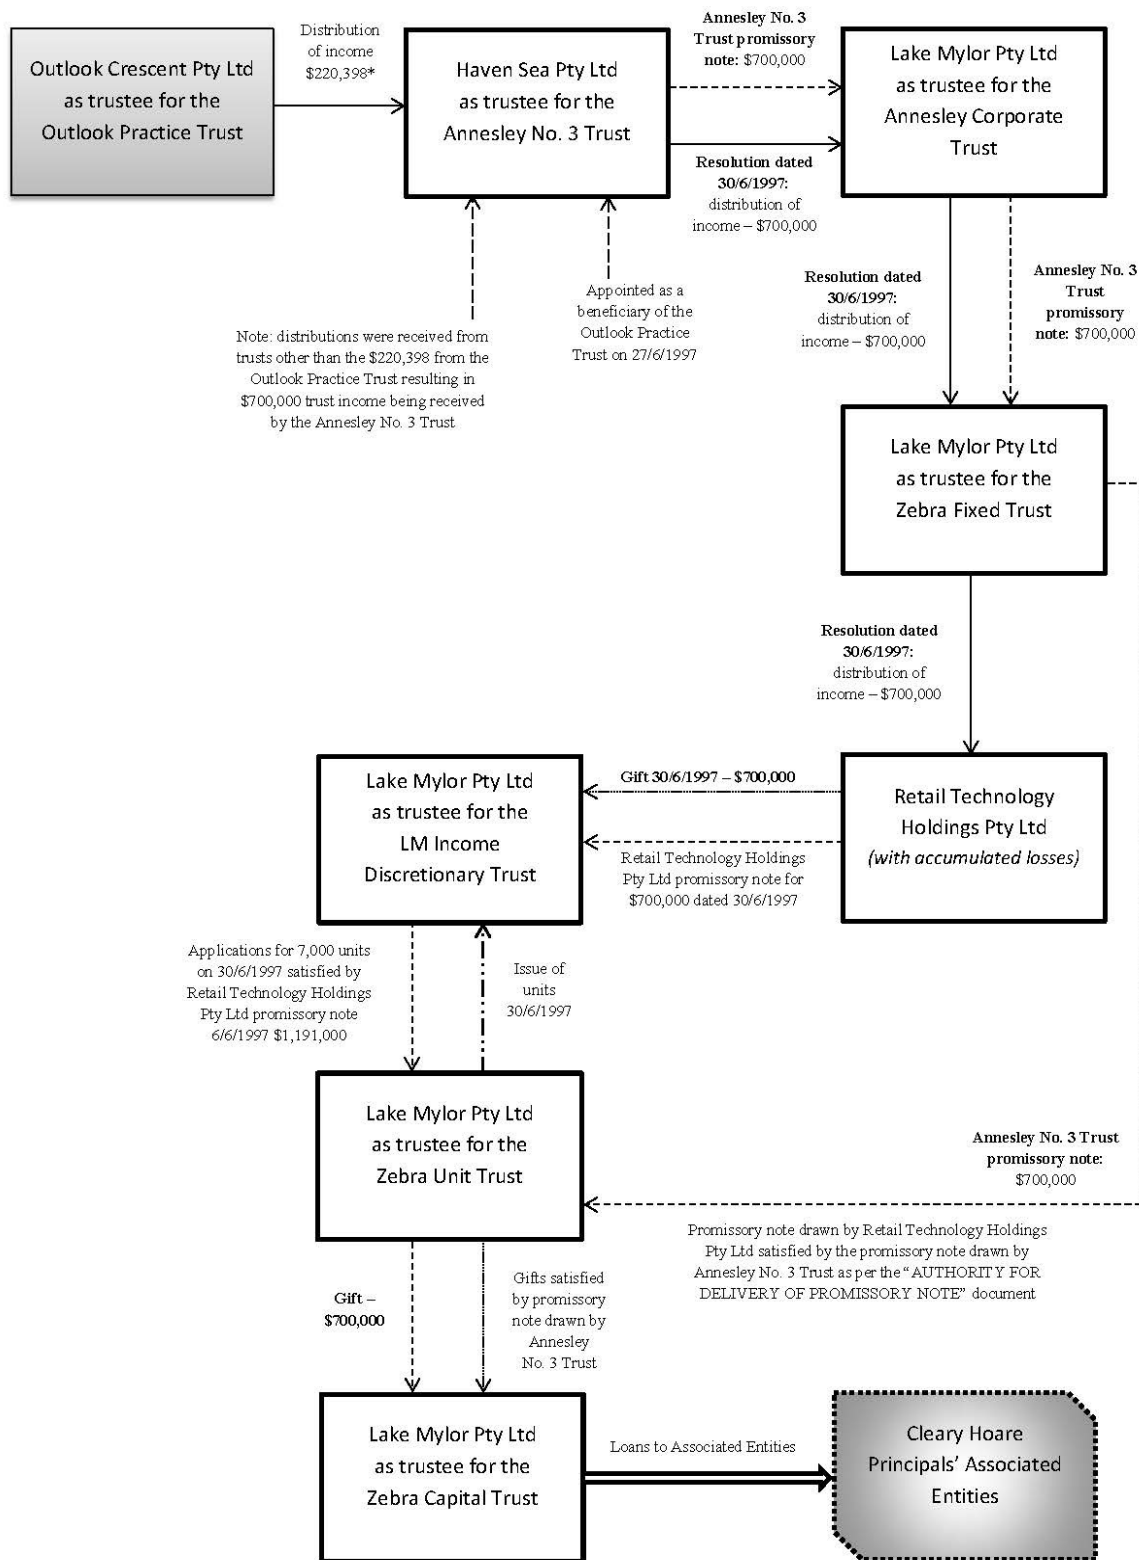 Outlook Crescent Pty Ltd
as trustee for the
Outlook Practice Trust
Distribution
of income
$220,398*
Haven Sea Pty Ltd
as trustee for the
Annesley No. 3 Trust
Annesley No. 3
Trust promissory
note: $700,000
Resolution dated
30/6/1997:
distribution of
income – $700,000
Lake Mylor Pty Ltd
as trustee for the
Annesley Corporate
Trust
Note: distributions were received from
trusts other than the $220,398 from the
Outlook Practice Trust resulting in
$700,000 trust income being received
by the Annesley No. 3 Trust
Appointed as a
beneficiary of the
Outlook Practice
Trust on 27/6/1997
Resolution dated
30/6/1997:
distribution of
income – $700,000
Annesley No. 3
Trust
promissory
note: $700,000
Lake Mylor Pty Ltd
as trustee for the
Zebra Fixed Trust
Resolution dated
30/6/1997:
distribution of
income – $700,000
Retail Technology
Holdings Pty Ltd
(with accumulated losses)
Gift 30/6/1997 – $700,000
Retail Technology Holdings
Pty Ltd promissory note for
$700,000 dated 30/6/1997
Lake Mylor Pty Ltd
as trustee for the
LM Income
Discretionary Trust
Applications for 7,000 units
on 30/6/1997 satisfied by
Retail Technology Holdings
Pty Ltd promissory note
6/6/1997 $1,191,000
Issue of
units
30/6/1997
Lake Mylor Pty Ltd
as trustee for the
Zebra Unit Trust
Annesley No. 3 Trust
promissory note:
$700,000
Promissory note drawn by Retail Technology Holdings
Pty Ltd satisfied by the promissory note drawn by
Annesley No. 3 Trust as per the “AUTHORITY FOR
DELIVERY OF PROMISSORY NOTE” document
Gift –
$700,000
Gifts satisfied
by promissory
note drawn by
Annesley
No. 3 Trust
Lake Mylor Pty Ltd
as trustee for the
Zebra Capital Trust
Loans to Associated Entities
Cleary Hoare
Principals’ Associated
Entities